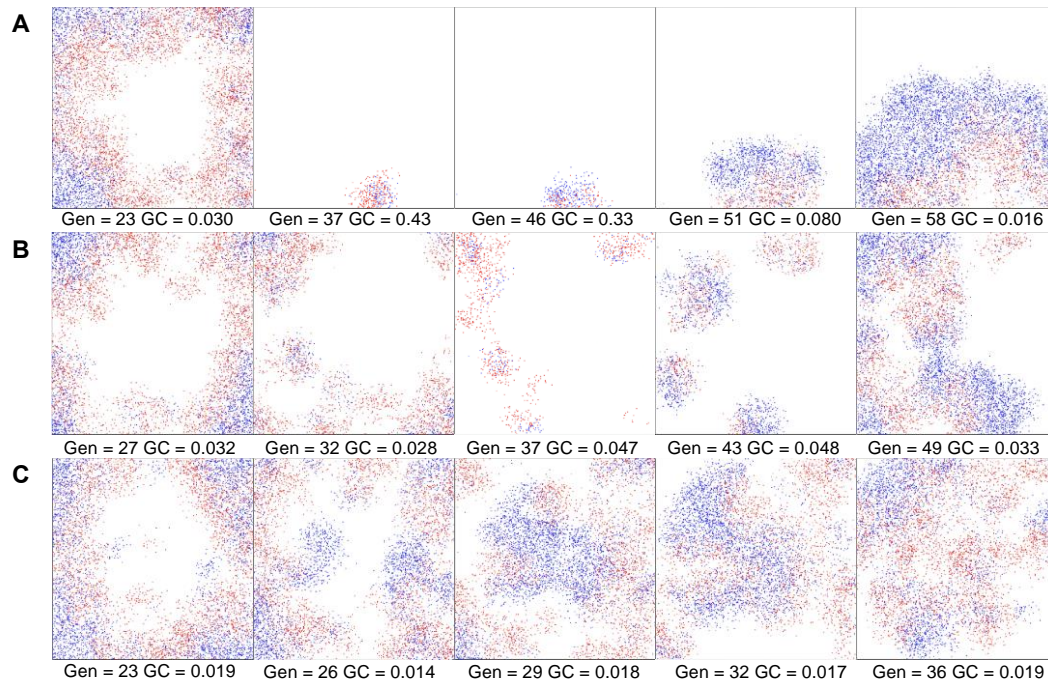 A
Gen = 23 GC = 0.030 Gen = 37 GC = 0.43 Gen = 46 GC = 0.33 Gen = 51 GC = 0.080 Gen = 58 GC = 0.016
B
Gen = 27 GC = 0.032 Gen = 32 GC = 0.028 Gen = 37 GC = 0.047 Gen = 43 GC = 0.048 Gen = 49 GC = 0.033
C
Gen = 23 GC = 0.019 Gen = 26 GC = 0.014 Gen = 29 GC = 0.018 Gen = 32 GC = 0.017 Gen = 36 GC = 0.019